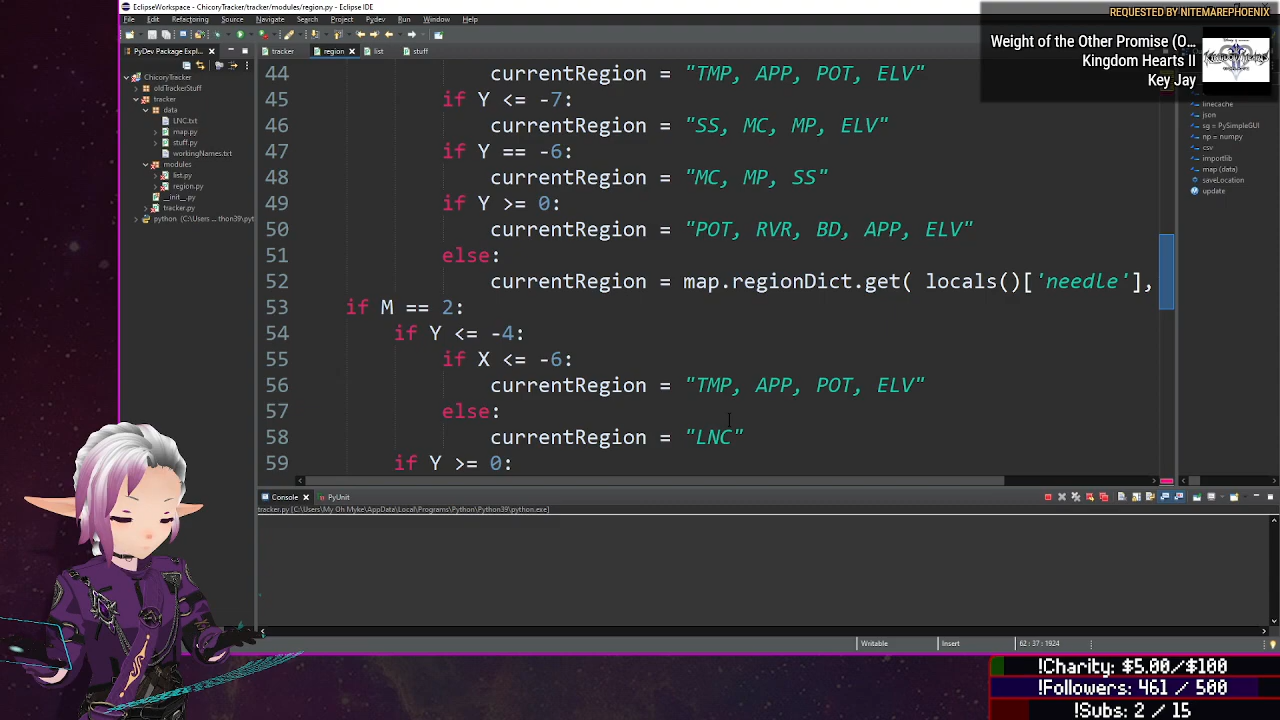 EclipseWorkspace - ChicoryTracker/tracker/modules/region.py - Eclipse IDE
File Edit Refactoring Source Navigate Search Project Pydev Run Window Help
REQUESTED BY NITEMAREPHOENIX
Weight of the Other Promise (O...
Kingdom Hearts II
Key Jay
PyDev Package Expl...
tracker region list stuff
ChicoryTracker
oldTrackerStuff
tracker
data
LNC.txt
map.py
stuff.py
workingNames.txt
modules
list.py
region.py
__init__.py
tracker.py
python (C:\Users ... thon39\pyt
44 currentRegion = "TMP, APP, POT, ELV"
45 if Y <= -7:
46 currentRegion = "SS, MC, MP, ELV"
47 if Y == -6:
48 currentRegion = "MC, MP, SS"
49 if Y >= 0:
50 currentRegion = "POT, RVR, BD, APP, ELV"
51 else:
52 currentRegion = map.regionDict.get( locals()['needle'],
53 if M == 2:
54 if Y <= -4:
55 if X <= -6:
56 currentRegion = "TMP, APP, POT, ELV"
57 else:
58 currentRegion = "LNC"
59 if Y >= 0:
linecache
json
sg = PySimpleGUI
np = numpy
csv
importlib
map (data)
saveLocation
update
Console PyUnit
tracker.py [C:\Users\My Oh Myke\AppData\Local\Programs\Python\Python39\python.exe]
Writable Insert 62 : 37 : 1924
!Charity: $5.00/$100
!Followers: 461 / 500
!Subs: 2 / 15